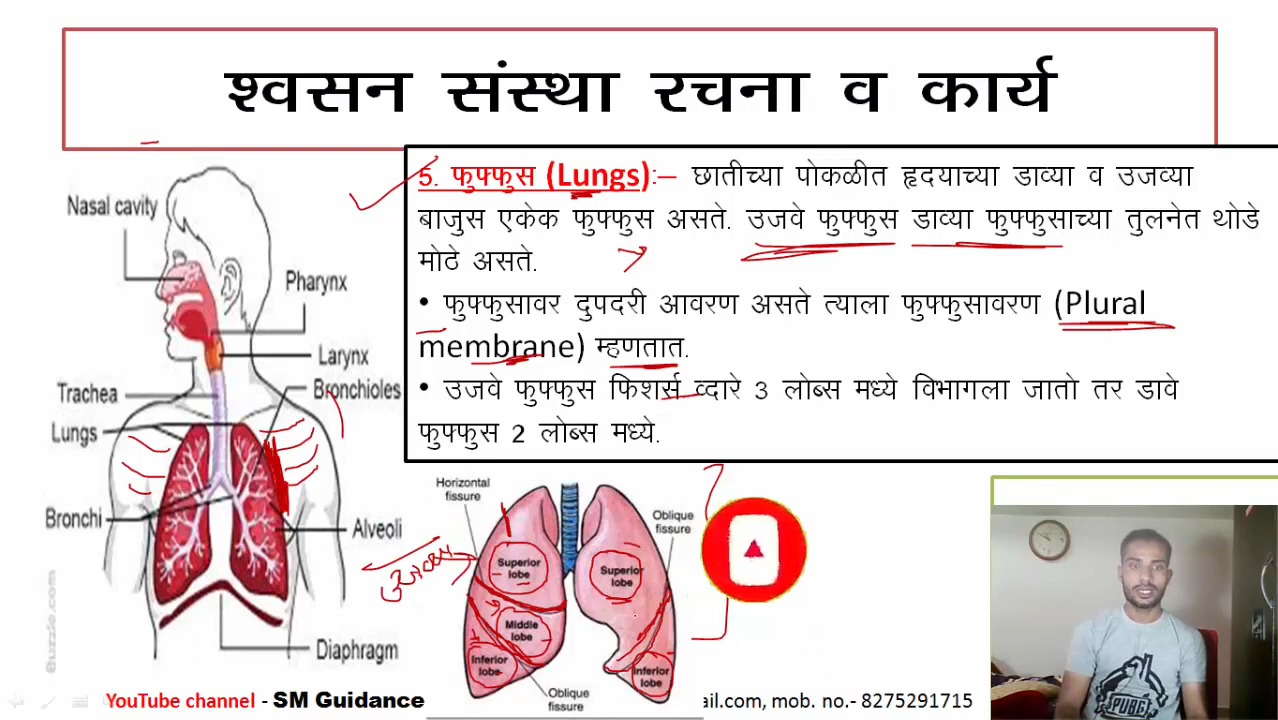 श्वसन संस्था रचना व कार्य
5. फुफ्फुस (Lungs):– छातीच्या पोकळीत हृदयाच्या डाव्या व उजव्या
बाजुस एकेक फुफ्फुस असते. उजवे फुफ्फुस डाव्या फुफ्फुसाच्या तुलनेत थोडे
मोठे असते.
• फुफ्फुसावर दुपदरी आवरण असते त्याला फुफ्फुसावरण (Plural
membrane) म्हणतात.
• उजवे फुफ्फुस फिशर्स व्दारे 3 लोब्स मध्ये विभागला जातो तर डावे
फुफ्फुस 2 लोब्स मध्ये.
Nasal cavity
Pharynx
Larynx
Trachea
Bronchioles
Lungs
Bronchi
Alveoli
Diaphragm
Buzzle.com
Horizontal
fissure
Oblique
fissure
Superior
lobe
Superior
lobe
Middle
lobe
Inferior
lobe
Inferior
lobe
Oblique
fissure
PUBG
YouTube channel - SM Guidance
ail.com, mob. no.- 8275291715